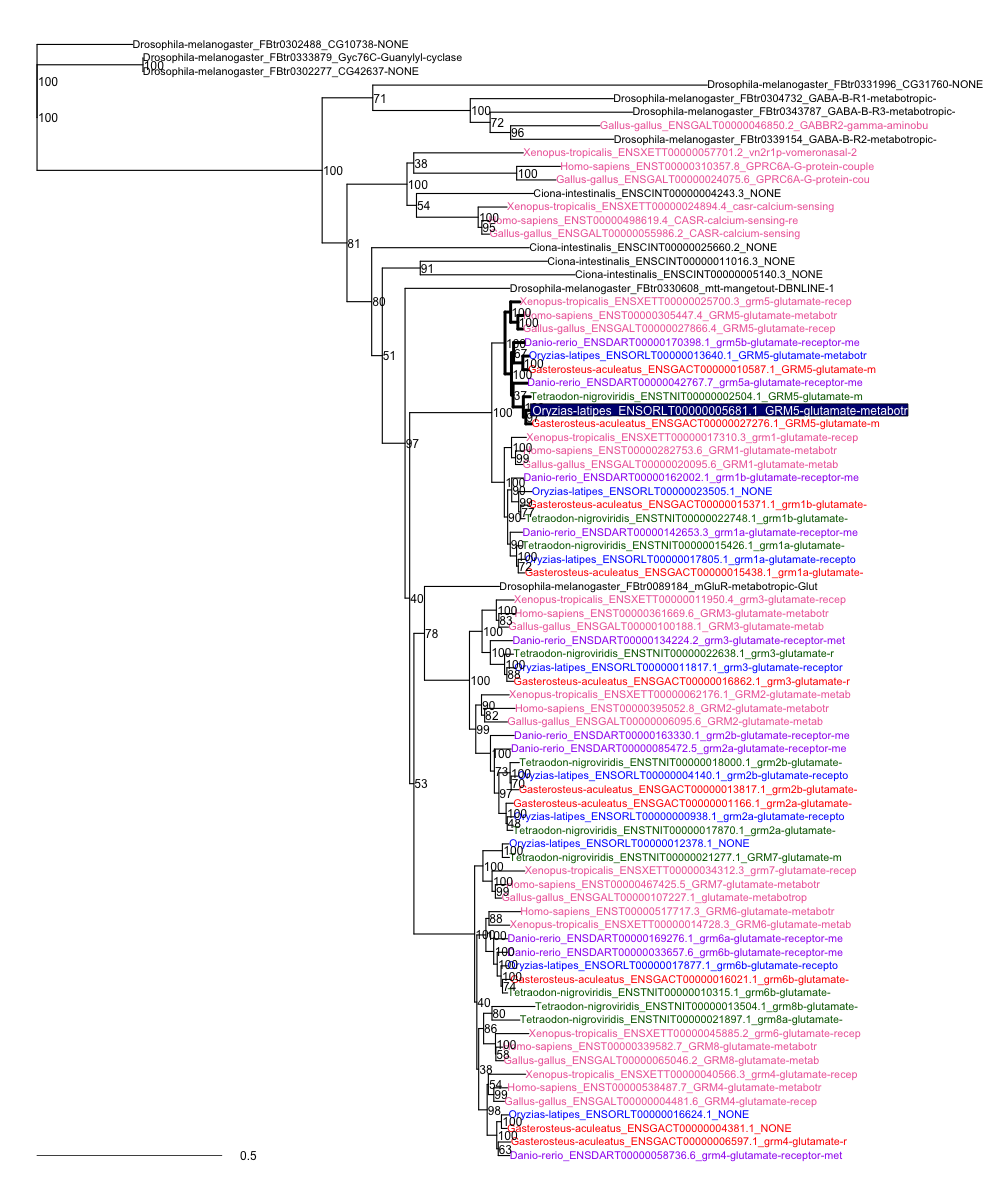 Drosophila-melanogaster_FBtr0302488_CG10738-NONE
Drosophila-melanogaster_FBtr0333879_Gyc76C-Guanylyl-cyclase
100
Drosophila-melanogaster_FBtr0302277_CG42637-NONE
100
Drosophila-melanogaster_FBtr0331996_CG31760-NONE
71
Drosophila-melanogaster_FBtr0304732_GABA-B-R1-metabotropic-
100
Drosophila-melanogaster_FBtr0343787_GABA-B-R3-metabotropic-
100
72
Gallus-gallus_ENSGALT00000046850.2_GABBR2-gamma-aminobu
96
Drosophila-melanogaster_FBtr0339154_GABA-B-R2-metabotropic-
Xenopus-tropicalis_ENSXETT00000057701.2_vn2r1p-vomeronasal-2
38
Homo-sapiens_ENST00000310357.8_GPRC6A-G-protein-couple
100
100
Gallus-gallus_ENSGALT00000024075.6_GPRC6A-G-protein-cou
100
Ciona-intestinalis_ENSCINT00000004243.3_NONE
54
Xenopus-tropicalis_ENSXETT00000024894.4_casr-calcium-sensing
100
Homo-sapiens_ENST00000498619.4_CASR-calcium-sensing-re
95
Gallus-gallus_ENSGALT00000055986.2_CASR-calcium-sensing
81
Ciona-intestinalis_ENSCINT00000025660.2_NONE
Ciona-intestinalis_ENSCINT00000011016.3_NONE
91
Ciona-intestinalis_ENSCINT00000005140.3_NONE
Drosophila-melanogaster_FBtr0330608_mtt-mangetout-DBNLINE-1
80
Xenopus-tropicalis_ENSXETT00000025700.3_grm5-glutamate-recep
100
Homo-sapiens_ENST00000305447.4_GRM5-glutamate-metabotr
100
Gallus-gallus_ENSGALT00000027866.4_GRM5-glutamate-recep
100
Danio-rerio_ENSDART00000170398.1_grm5b-glutamate-receptor-me
51
67
Oryzias-latipes_ENSORLT00000013640.1_GRM5-glutamate-metabotr
100
Gasterosteus-aculeatus_ENSGACT00000010587.1_GRM5-glutamate-m
100
Danio-rerio_ENSDART00000042767.7_grm5a-glutamate-receptor-me
37
Tetraodon-nigroviridis_ENSTNIT00000002504.1_GRM5-glutamate-m
100
Oryzias-latipes_ENSORLT00000005681.1_GRM5-glutamate-metabotr
97
Gasterosteus-aculeatus_ENSGACT00000027276.1_GRM5-glutamate-m
Xenopus-tropicalis_ENSXETT00000017310.3_grm1-glutamate-recep
97
100
Homo-sapiens_ENST00000282753.6_GRM1-glutamate-metabotr
99
Gallus-gallus_ENSGALT00000020095.6_GRM1-glutamate-metab
100
Danio-rerio_ENSDART00000162002.1_grm1b-glutamate-receptor-me
90
Oryzias-latipes_ENSORLT00000023505.1_NONE
99
Gasterosteus-aculeatus_ENSGACT00000015371.1_grm1b-glutamate-
77
90
Tetraodon-nigroviridis_ENSTNIT00000022748.1_grm1b-glutamate-
Danio-rerio_ENSDART00000142653.3_grm1a-glutamate-receptor-me
90
Tetraodon-nigroviridis_ENSTNIT00000015426.1_grm1a-glutamate-
100
Oryzias-latipes_ENSORLT00000017805.1_grm1a-glutamate-recepto
72
Gasterosteus-aculeatus_ENSGACT00000015438.1_grm1a-glutamate-
Drosophila-melanogaster_FBtr0089184_mGluR-metabotropic-Glut
40
Xenopus-tropicalis_ENSXETT00000011950.4_grm3-glutamate-recep
100
Homo-sapiens_ENST00000361669.6_GRM3-glutamate-metabotr
83
Gallus-gallus_ENSGALT00000100188.1_GRM3-glutamate-metab
78
100
Danio-rerio_ENSDART00000134224.2_grm3-glutamate-receptor-met
100
Tetraodon-nigroviridis_ENSTNIT00000022638.1_grm3-glutamate-r
100
Oryzias-latipes_ENSORLT00000011817.1_grm3-glutamate-receptor
88
100
Gasterosteus-aculeatus_ENSGACT00000016862.1_grm3-glutamate-r
Xenopus-tropicalis_ENSXETT00000062176.1_GRM2-glutamate-metab
90
Homo-sapiens_ENST00000395052.8_GRM2-glutamate-metabotr
82
Gallus-gallus_ENSGALT00000006095.6_GRM2-glutamate-metab
99
Danio-rerio_ENSDART00000163330.1_grm2b-glutamate-receptor-me
Danio-rerio_ENSDART00000085472.5_grm2a-glutamate-receptor-me
100
Tetraodon-nigroviridis_ENSTNIT00000018000.1_grm2b-glutamate-
73
100
Oryzias-latipes_ENSORLT00000004140.1_grm2b-glutamate-recepto
53
70
Gasterosteus-aculeatus_ENSGACT00000013817.1_grm2b-glutamate-
97
Gasterosteus-aculeatus_ENSGACT00000001166.1_grm2a-glutamate-
100
Oryzias-latipes_ENSORLT00000000938.1_grm2a-glutamate-recepto
48
Tetraodon-nigroviridis_ENSTNIT00000017870.1_grm2a-glutamate-
Oryzias-latipes_ENSORLT00000012378.1_NONE
100
Tetraodon-nigroviridis_ENSTNIT00000021277.1_GRM7-glutamate-m
100
Xenopus-tropicalis_ENSXETT00000034312.3_grm7-glutamate-recep
100
Homo-sapiens_ENST00000467425.5_GRM7-glutamate-metabotr
99
Gallus-gallus_ENSGALT00000107227.1_glutamate-metabotrop
Homo-sapiens_ENST00000517717.3_GRM6-glutamate-metabotr
88
Xenopus-tropicalis_ENSXETT00000014728.3_GRM6-glutamate-metab
100
100
Danio-rerio_ENSDART00000169276.1_grm6a-glutamate-receptor-me
100
Danio-rerio_ENSDART00000033657.6_grm6b-glutamate-receptor-me
100
Oryzias-latipes_ENSORLT00000017877.1_grm6b-glutamate-recepto
100
Gasterosteus-aculeatus_ENSGACT00000016021.1_grm6b-glutamate-
74
Tetraodon-nigroviridis_ENSTNIT00000010315.1_grm6b-glutamate-
40
Tetraodon-nigroviridis_ENSTNIT00000013504.1_grm8b-glutamate-
80
Tetraodon-nigroviridis_ENSTNIT00000021897.1_grm8a-glutamate-
86
Xenopus-tropicalis_ENSXETT00000045885.2_grm6-glutamate-recep
100
Homo-sapiens_ENST00000339582.7_GRM8-glutamate-metabotr
58
Gallus-gallus_ENSGALT00000065046.2_GRM8-glutamate-metab
38
Xenopus-tropicalis_ENSXETT00000040566.3_grm4-glutamate-recep
54
Homo-sapiens_ENST00000538487.7_GRM4-glutamate-metabotr
99
Gallus-gallus_ENSGALT00000004481.6_GRM4-glutamate-recep
98
Oryzias-latipes_ENSORLT00000016624.1_NONE
100
Gasterosteus-aculeatus_ENSGACT00000004381.1_NONE
100
Gasterosteus-aculeatus_ENSGACT00000006597.1_grm4-glutamate-r
63
Danio-rerio_ENSDART00000058736.6_grm4-glutamate-receptor-met
0.5